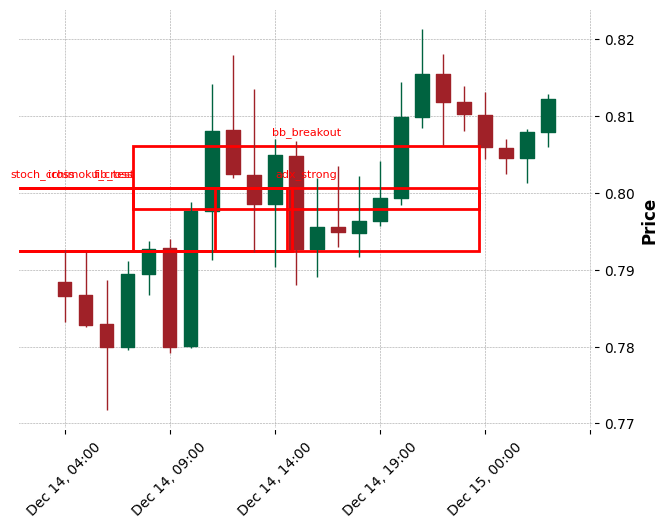 0.82
0.81
bb_breakout
stoch_cross
adx_strong
0.80
0.79
0.78
0.77
Price
Dec 14, 04:00
Dec 14, 09:00
Dec 14, 14:00
Dec 14, 19:00
Dec 15, 00:00